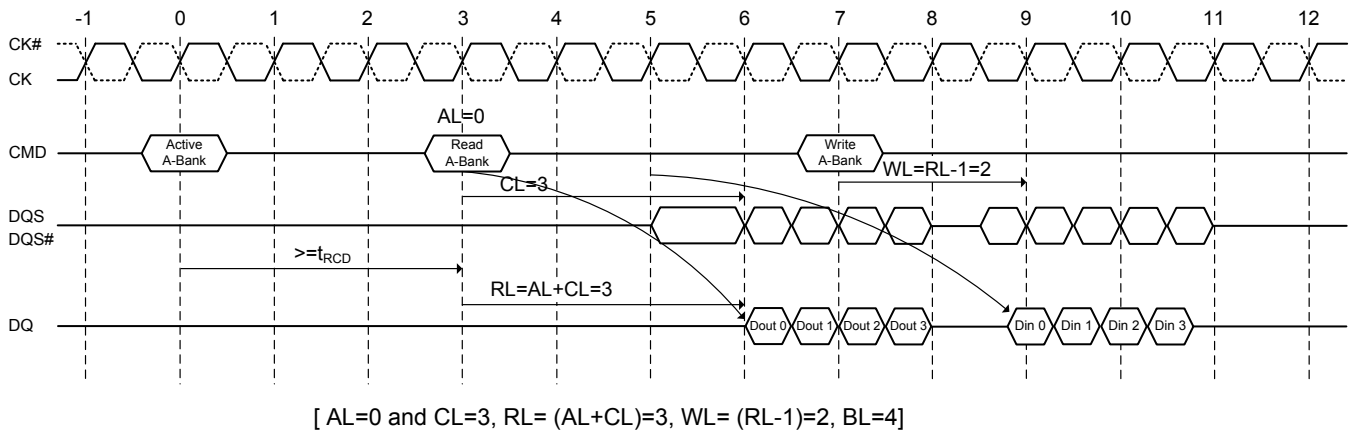 -1 0 1 2 3 4 5 6 7 8 9 10 11 12
CK#
CK
AL=0
CMD
Active
A-Bank
Read
A-Bank
Write
A-Bank
CL=3
WL=RL-1=2
DQS
DQS#
>=tRCD
RL=AL+CL=3
DQ
Dout 0 Dout 1 Dout 2 Dout 3 Din 0 Din 1 Din 2 Din 3
[ AL=0 and CL=3, RL= (AL+CL)=3, WL= (RL-1)=2, BL=4]